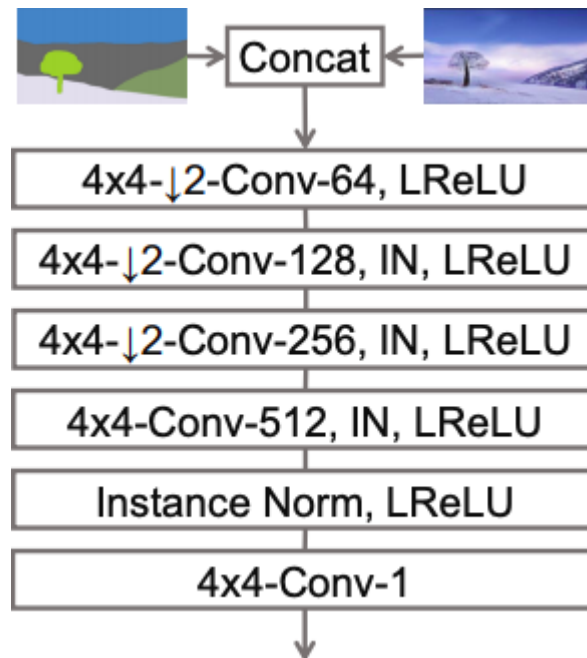 Concat
4x4-↓2-Conv-64, LReLU
4x4-↓2-Conv-128, IN, LReLU
4x4-↓2-Conv-256, IN, LReLU
4x4-Conv-512, IN, LReLU
Instance Norm, LReLU
4x4-Conv-1